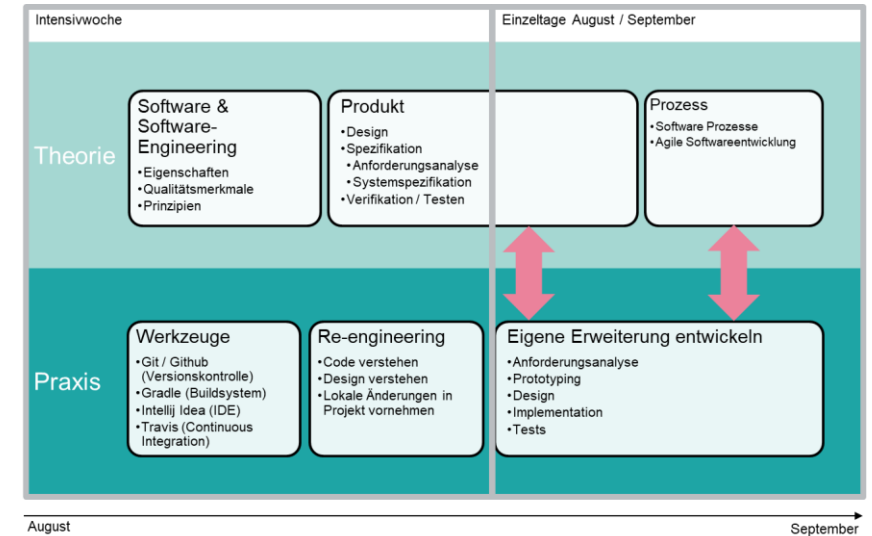 Intensivwoche
Einzeltage August / September
Theorie
Software &
Software-
Engineering
•Eigenschaften
•Qualitätsmerkmale
•Prinzipien
Produkt
•Design
•Spezifikation
•Anforderungsanalyse
•Systemspezifikation
•Verifikation / Testen
Prozess
•Software Prozesse
•Agile Softwareentwicklung
Praxis
Werkzeuge
•Git / Github
(Versionskontrolle)
•Gradle (Buildsystem)
•Intellij Idea (IDE)
•Travis (Continuous
Integration)
Re-engineering
•Code verstehen
•Design verstehen
•Lokale Änderungen in
Projekt vornehmen
Eigene Erweiterung entwickeln
•Anforderungsanalyse
•Prototyping
•Design
•Implementation
•Tests
August
September